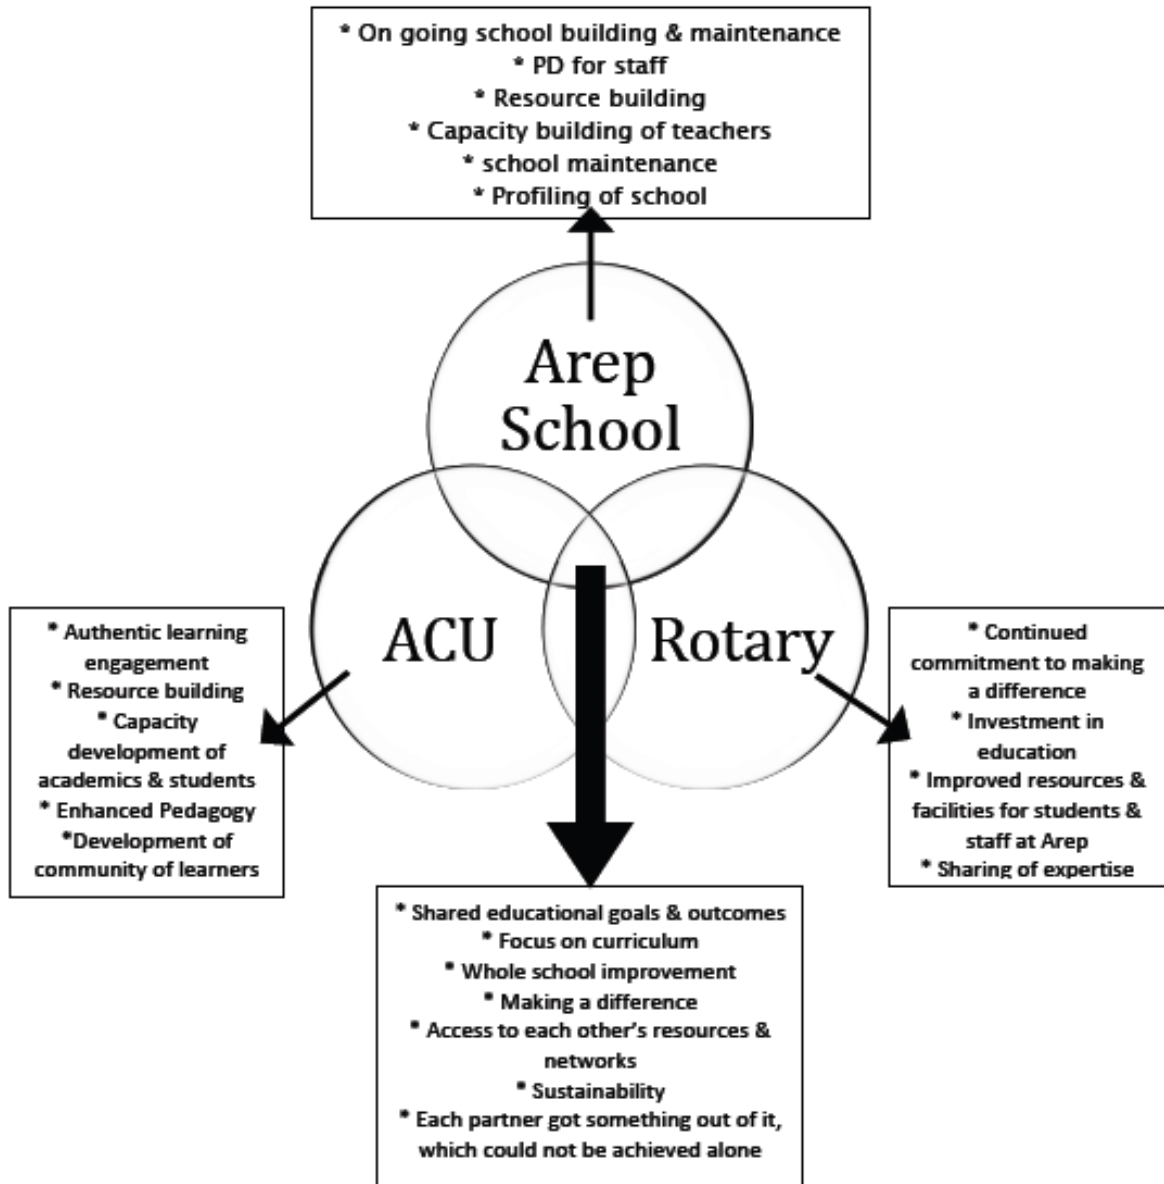 * On going school building & maintenance
* PD for staff
* Resource building
* Capacity building of teachers
* school maintenance
* Profiling of school
Arep
School
ACU
Rotary
* Authentic learning
engagement
* Resource building
* Capacity
development of
academics & students
* Enhanced Pedagogy
*Development of
community of learners
* Continued
commitment to making
a difference
* Investment in
education
* Improved resources &
facilities for students &
staff at Arep
* Sharing of expertise
* Shared educational goals & outcomes
* Focus on curriculum
* Whole school improvement
* Making a difference
* Access to each other's resources &
networks
* Sustainability
* Each partner got something out of it,
which could not be achieved alone